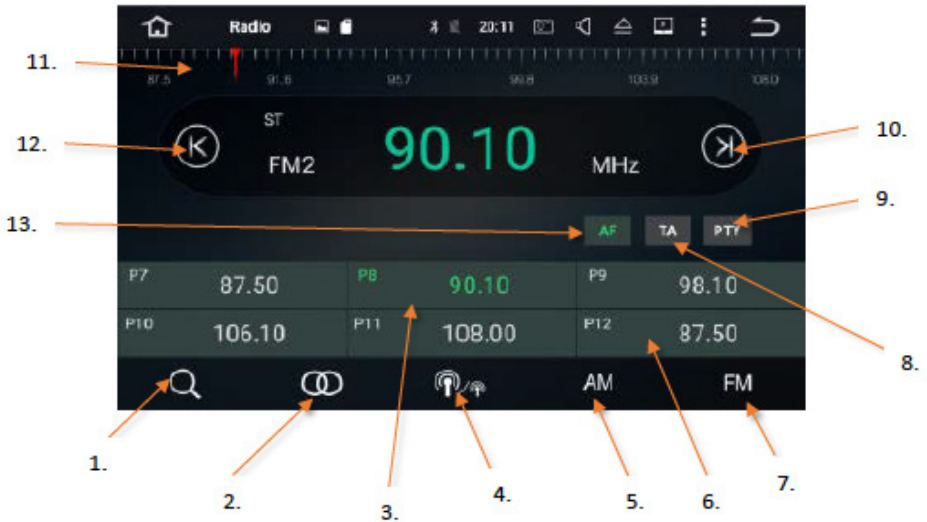 Radio 20:11
11.
87.5 91.6 95.7 99.8 103.9 108.0
12.
ST
FM2 90.10 MHz
10.
9.
13.
AF TA PTY
P7 87.50 P8 90.10 P9 98.10
P10 106.10 P11 108.00 P12 87.50
8.
AM FM
1.
2. 3. 4. 5. 6. 7.